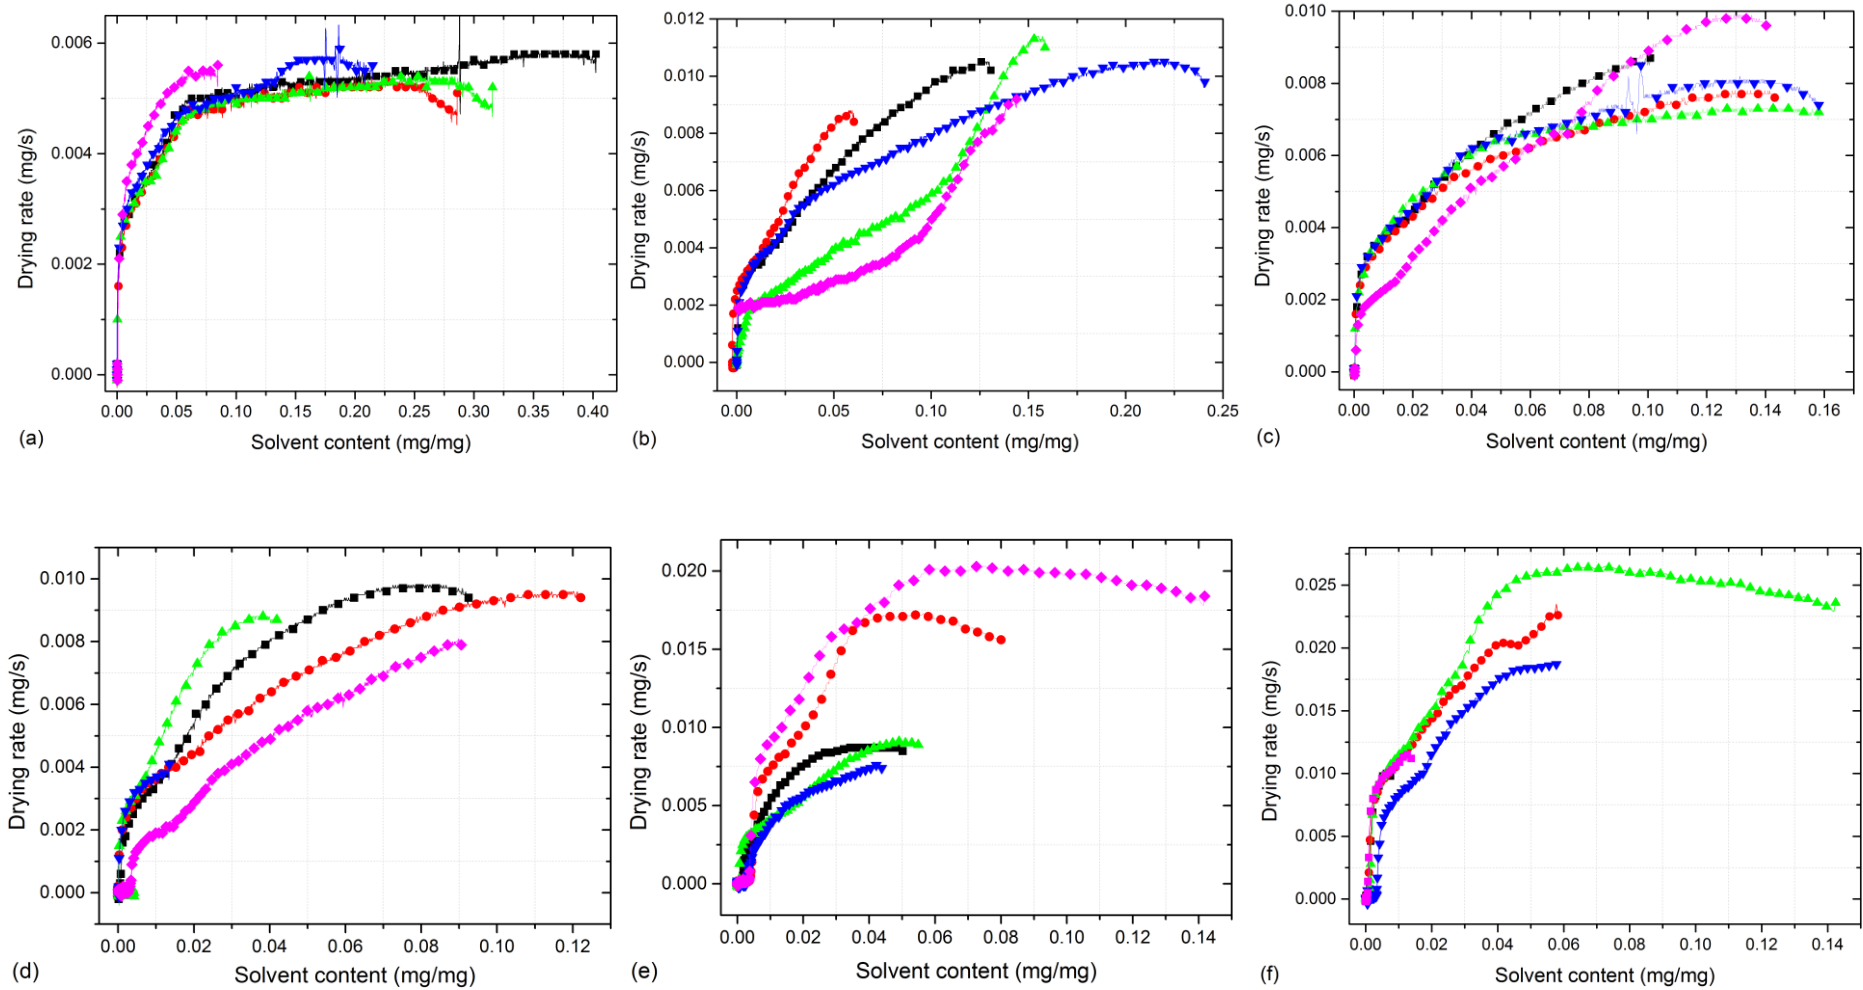 0.006
0.004
0.002
0.000
Drying rate (mg/s)
0.00 0.05 0.10 0.15 0.20 0.25 0.30 0.35 0.40
(a)
Solvent content (mg/mg)
0.012
0.010
0.008
0.006
0.004
0.002
0.000
Drying rate (mg/s)
0.00 0.05 0.10 0.15 0.20 0.25
(b)
Solvent content (mg/mg)
0.010
0.008
0.006
0.004
0.002
0.000
Drying rate (mg/s)
0.00 0.02 0.04 0.06 0.08 0.10 0.12 0.14 0.16
(c)
Solvent content (mg/mg)
0.010
0.008
0.006
0.004
0.002
0.000
Drying rate (mg/s)
0.00 0.02 0.04 0.06 0.08 0.10 0.12
(d)
Solvent content (mg/mg)
0.020
0.015
0.010
0.005
0.000
Drying rate (mg/s)
0.00 0.02 0.04 0.06 0.08 0.10 0.12 0.14
(e)
Solvent content (mg/mg)
0.025
0.020
0.015
0.010
0.005
0.000
Drying rate (mg/s)
0.00 0.02 0.04 0.06 0.08 0.10 0.12 0.14
(f)
Solvent content (mg/mg)